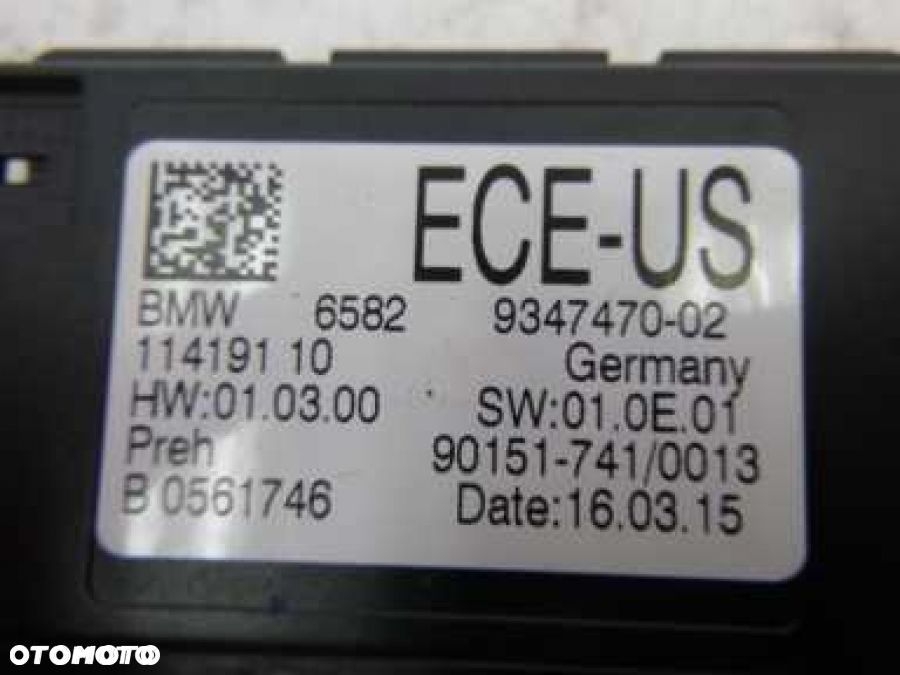 ECE-US
BMW 6582 9347470-02
114191 10 Germany
HW:01.03.00 SW:01.0E.01
Preh 90151-741/0013
B 0561746 Date:16.03.15
OTOMOTO